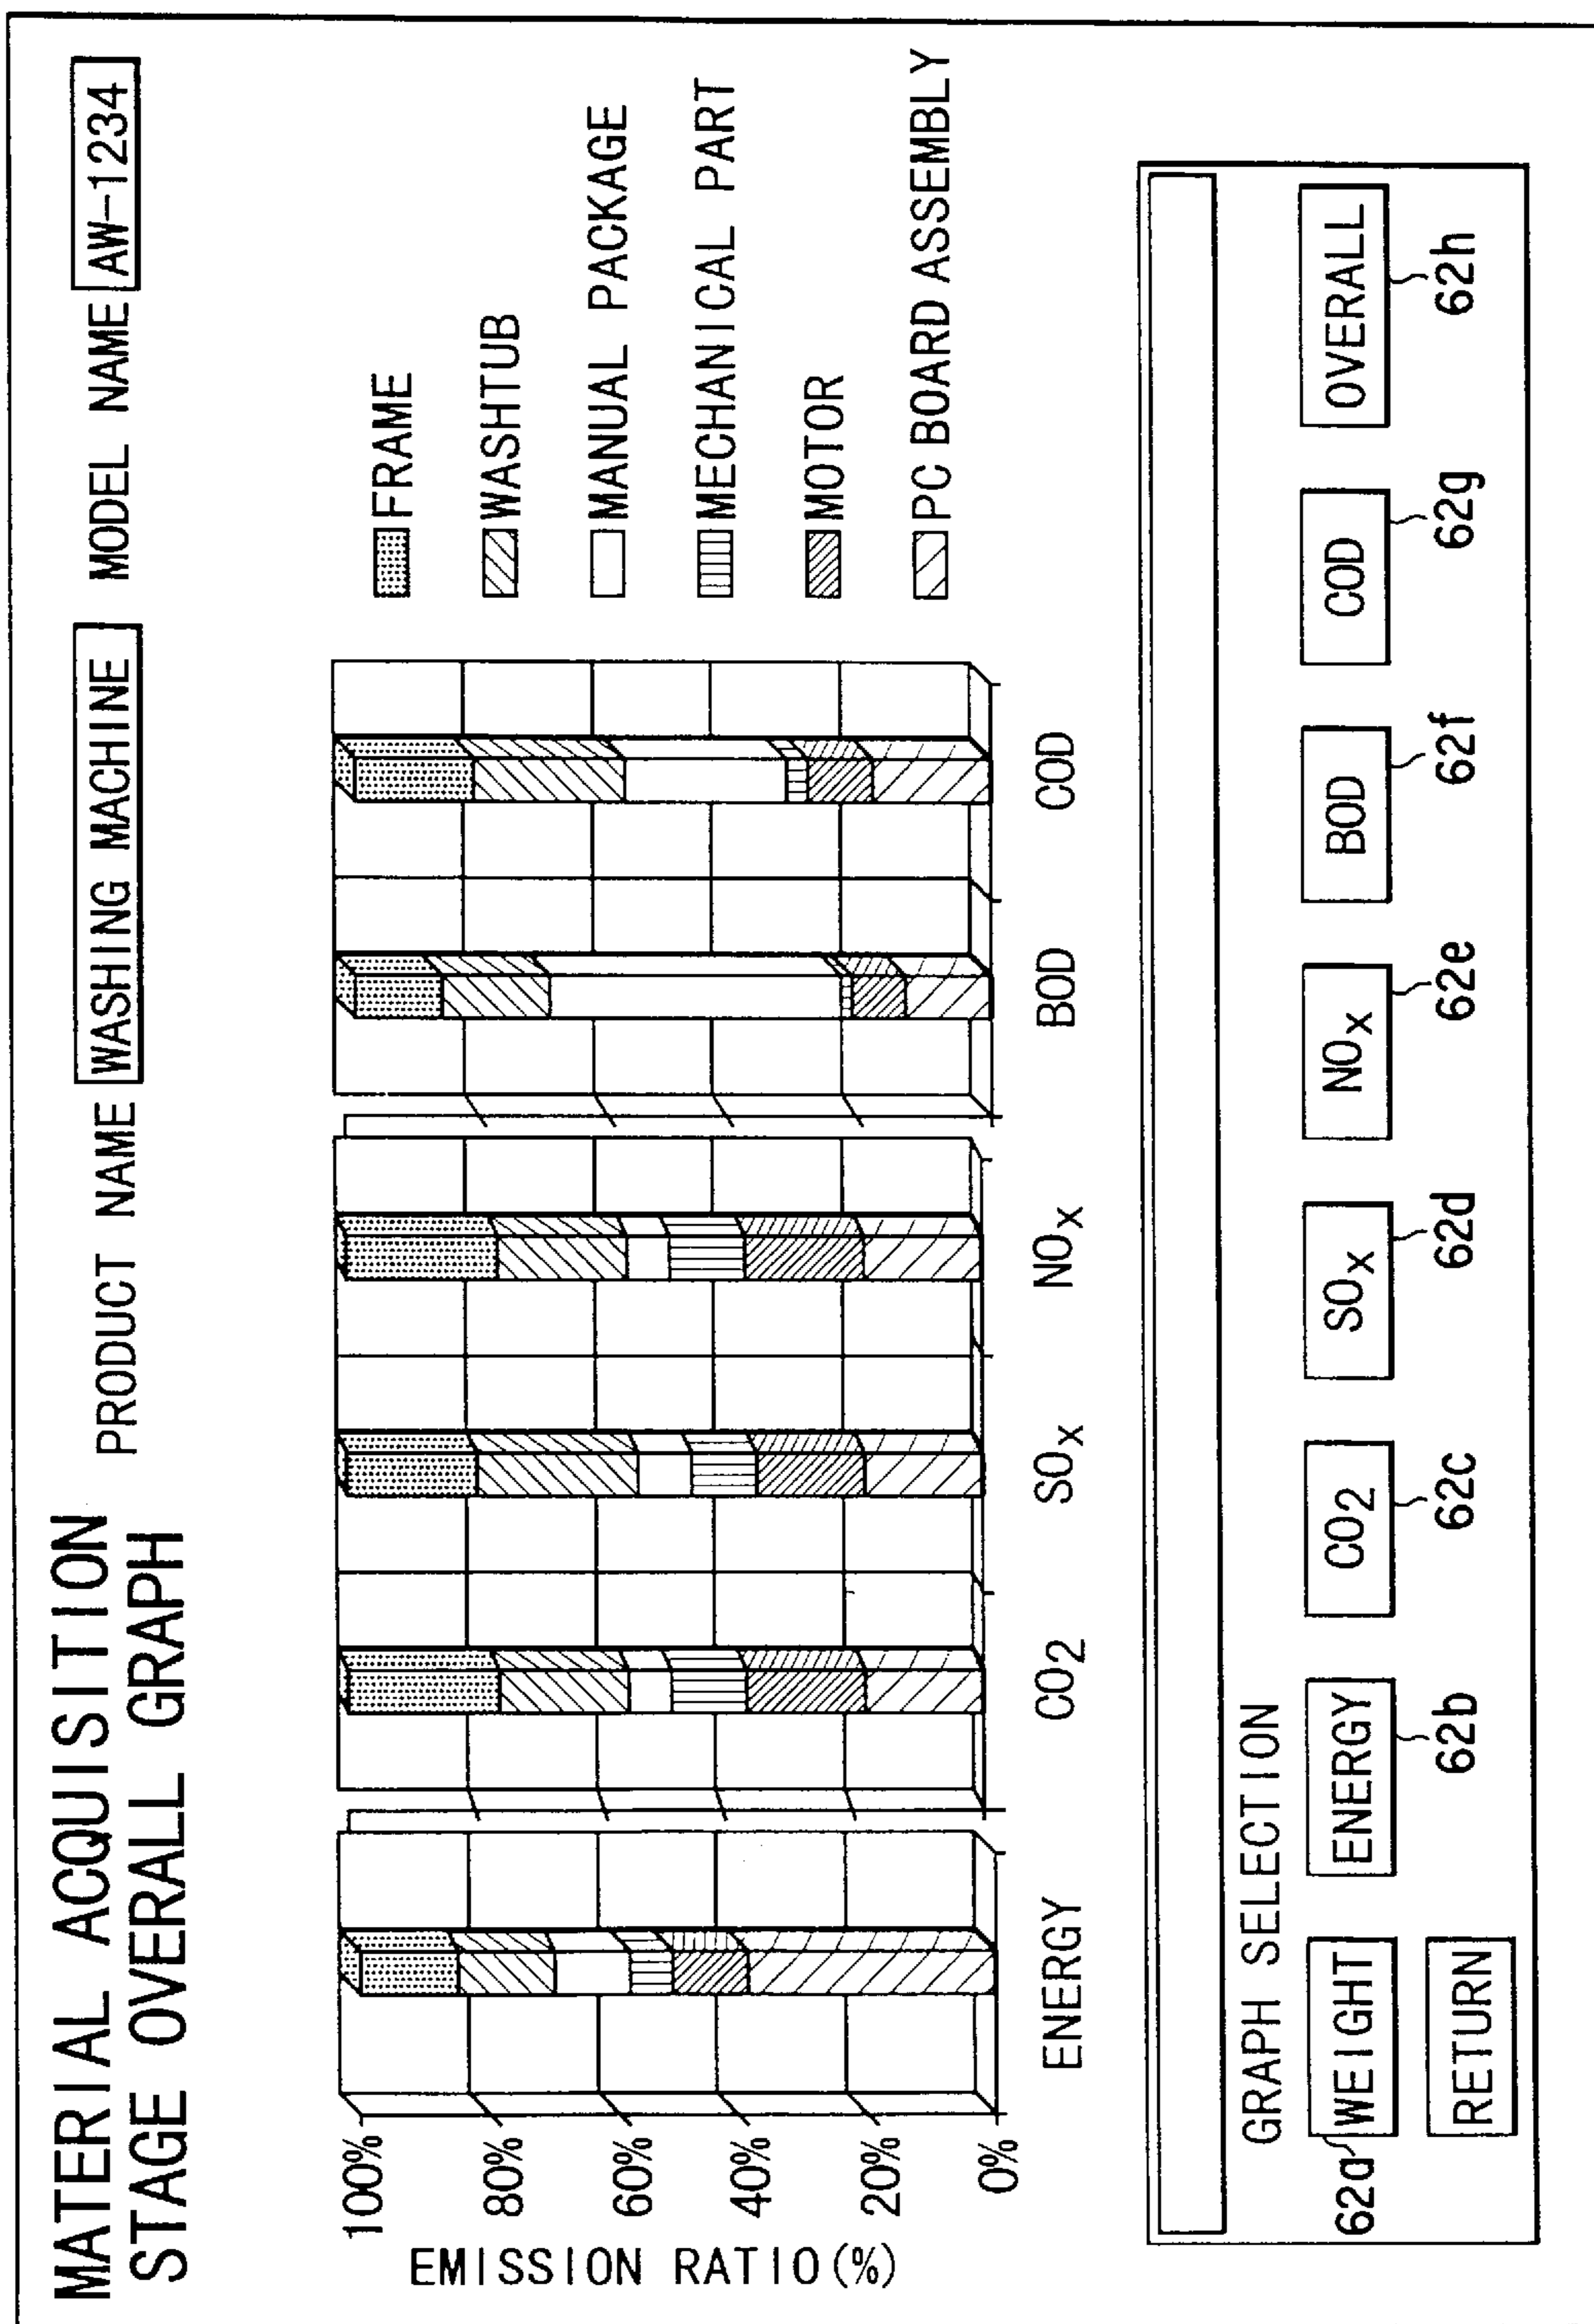 MATERIAL ACQUISITION
STAGE OVERALL GRAPH
PRODUCT NAME WASHING MACHINE MODEL NAME AW-1234
EMISSION RATIO(%)
100%
80%
60%
40%
20%
0%
ENERGY CO2 SOX NOX BOD COD
FRAME
WASHTUB
MANUAL PACKAGE
MECHANICAL PART
MOTOR
PC BOARD ASSEMBLY
GRAPH SELECTION
WEIGHT ENERGY CO2 SOX NOX BOD COD OVERALL
62a 62b 62c 62d 62e 62f 62g 62h
RETURN